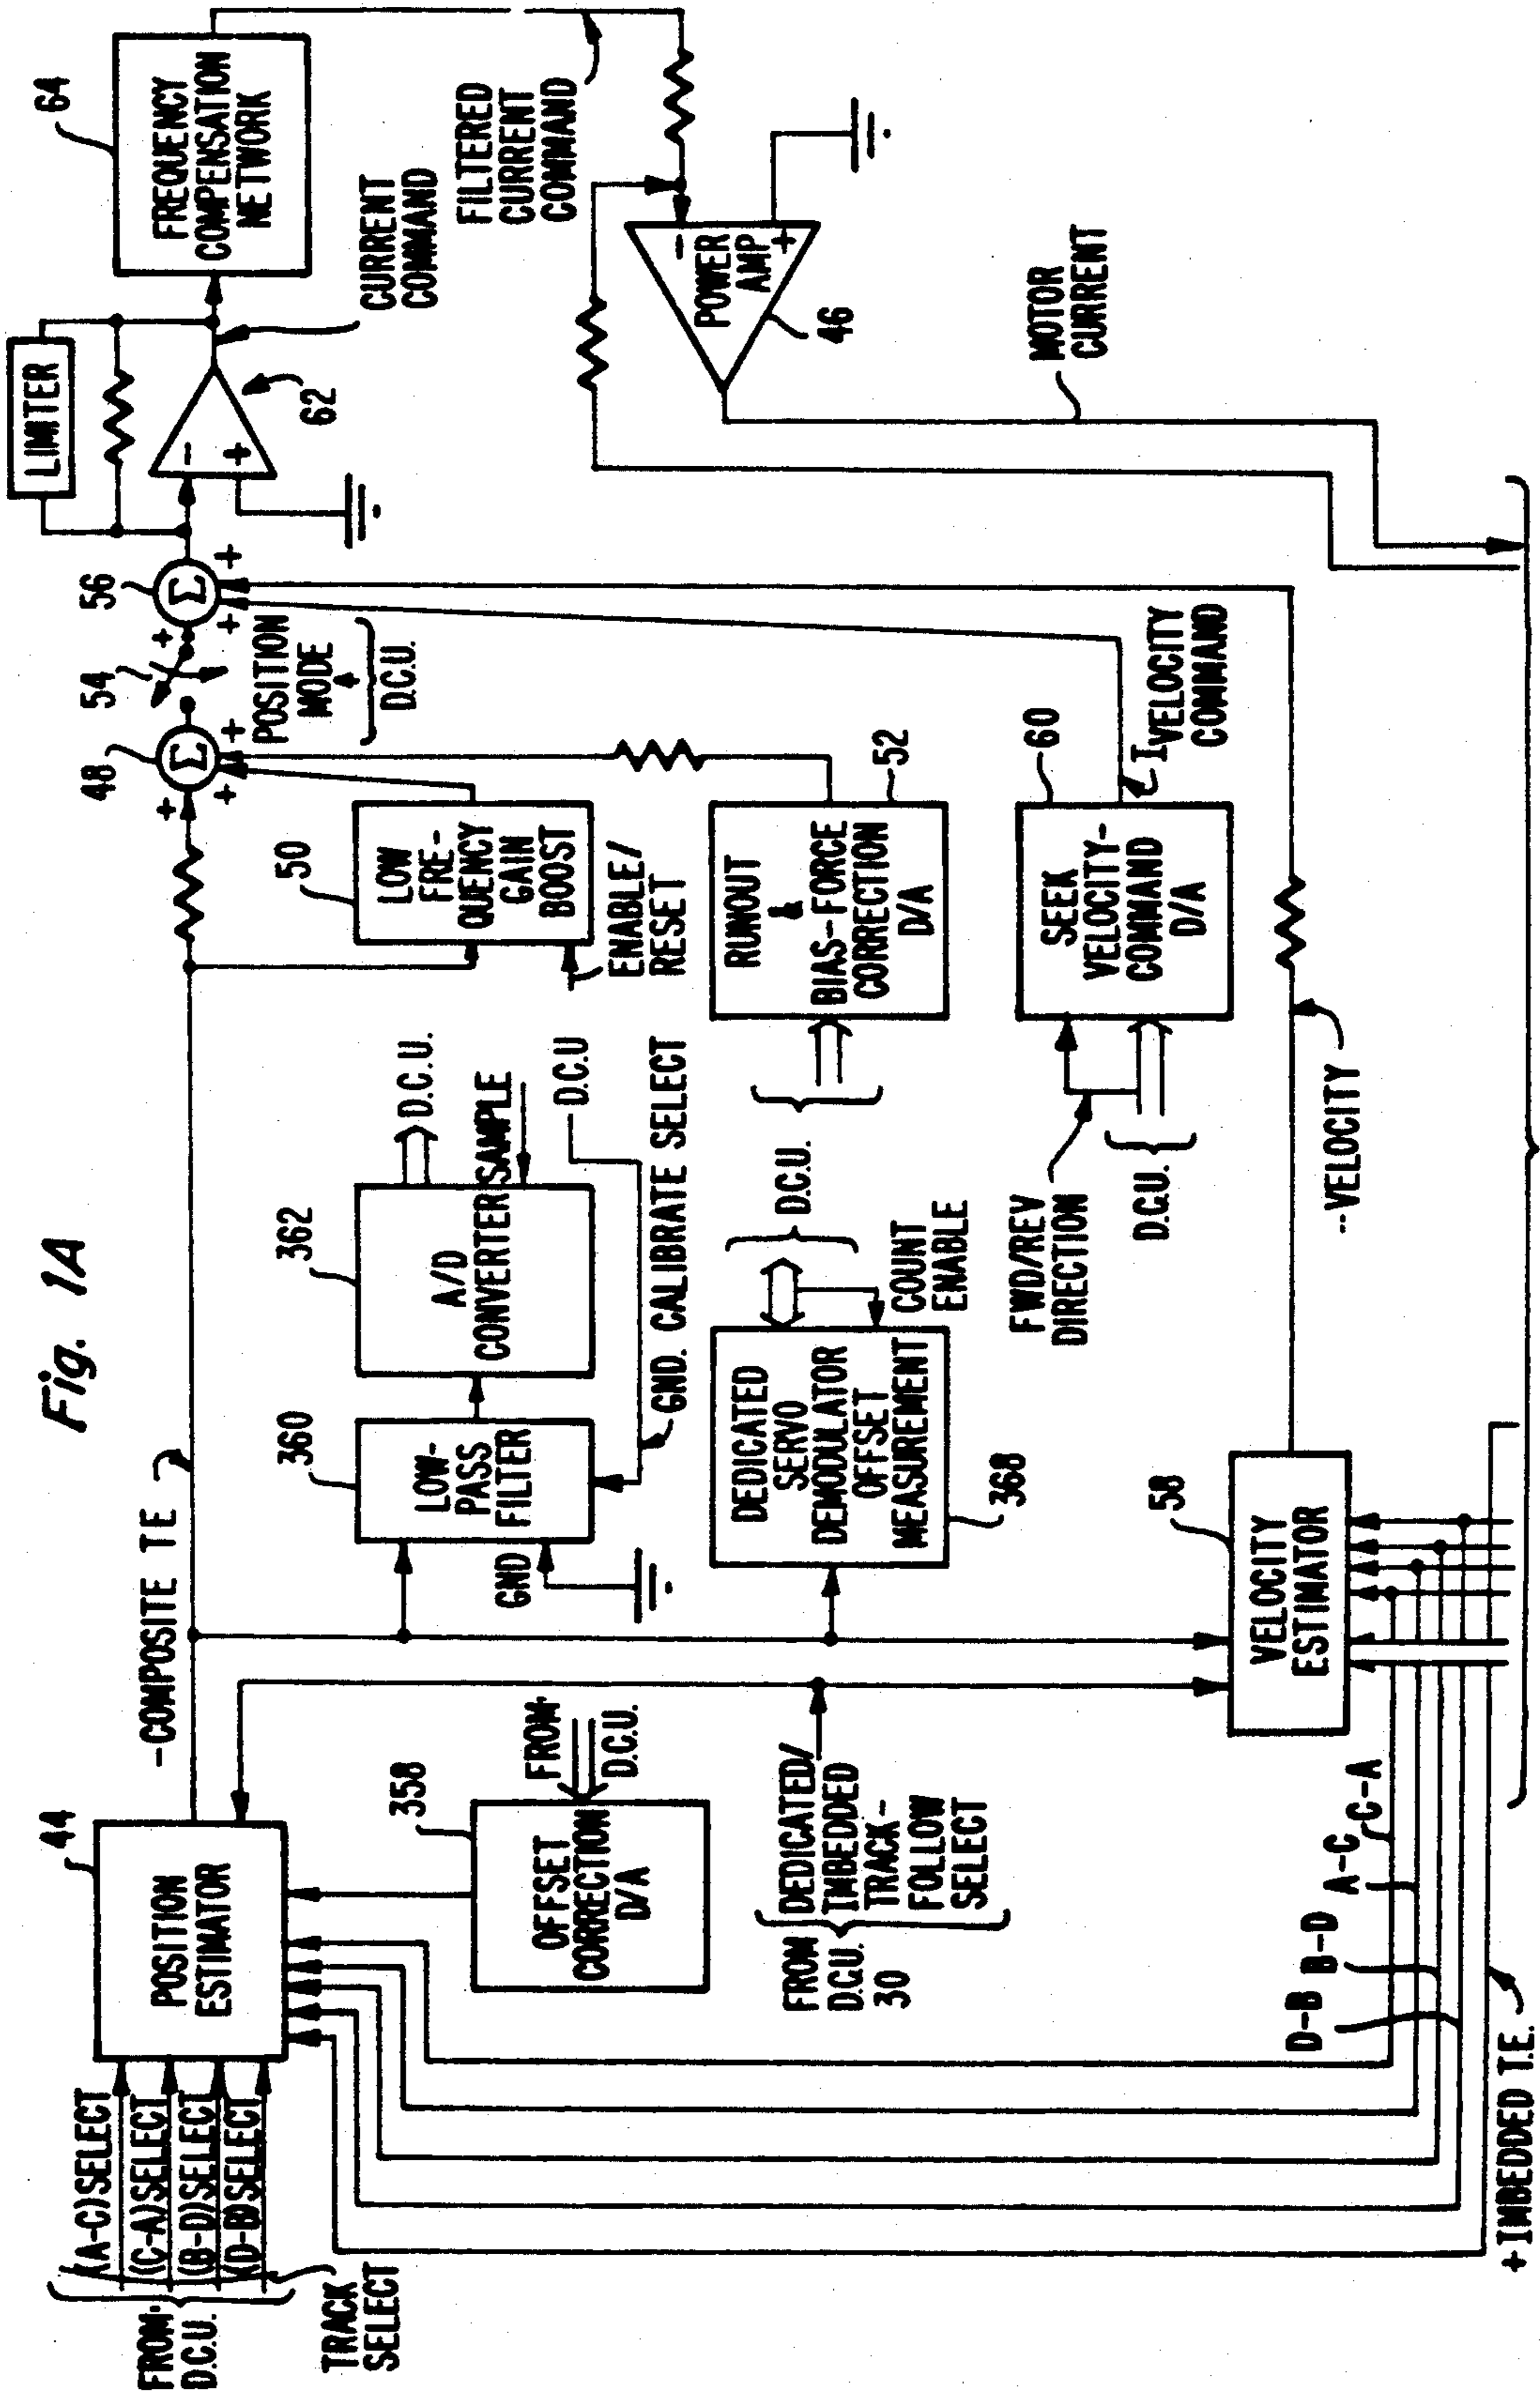 Fig. 1A
FROM
D.C.U.
(A-C)SELECT
(C-A)SELECT
(B-D)SELECT
(D-B)SELECT
TRACK
SELECT
44
POSITION
ESTIMATOR
-COMPOSITE T.E.
358
OFFSET
CORRECTION
D/A
FROM
D.C.U.
FROM
D.C.U.
30
DEDICATED/
IMBEDDED
TRACK-
FOLLOW
SELECT
360
LOW-
PASS
FILTER
GND
362
A/D
CONVERTER
D.C.U.
SAMPLE
D.C.U
GND. CALIBRATE SELECT
DEDICATED
SERVO
DEMODULATOR
OFFSET
MEASUREMENT
368
D.C.U.
COUNT
ENABLE
50
LOW
FRE-
QUENCY
GAIN
BOOST
ENABLE/
RESET
RUNOUT
&
BIAS-FORCE
CORRECTION
D/A
52
60
SEEK
VELOCITY-
COMMAND
D/A
FWD/REV
DIRECTION
D.C.U.
VELOCITY
COMMAND
58
VELOCITY
ESTIMATOR
--VELOCITY
D-B
B-D
A-C
C-A
+IMBEDDED T.E.
48
Σ
+
+
+
54
POSITION
MODE
D.C.U.
56
Σ
+
+
+
LIMITER
-
+
62
CURRENT
COMMAND
64
FREQUENCY
COMPENSATION
NETWORK
FILTERED
CURRENT
COMMAND
-
POWER
AMP
+
46
MOTOR
CURRENT